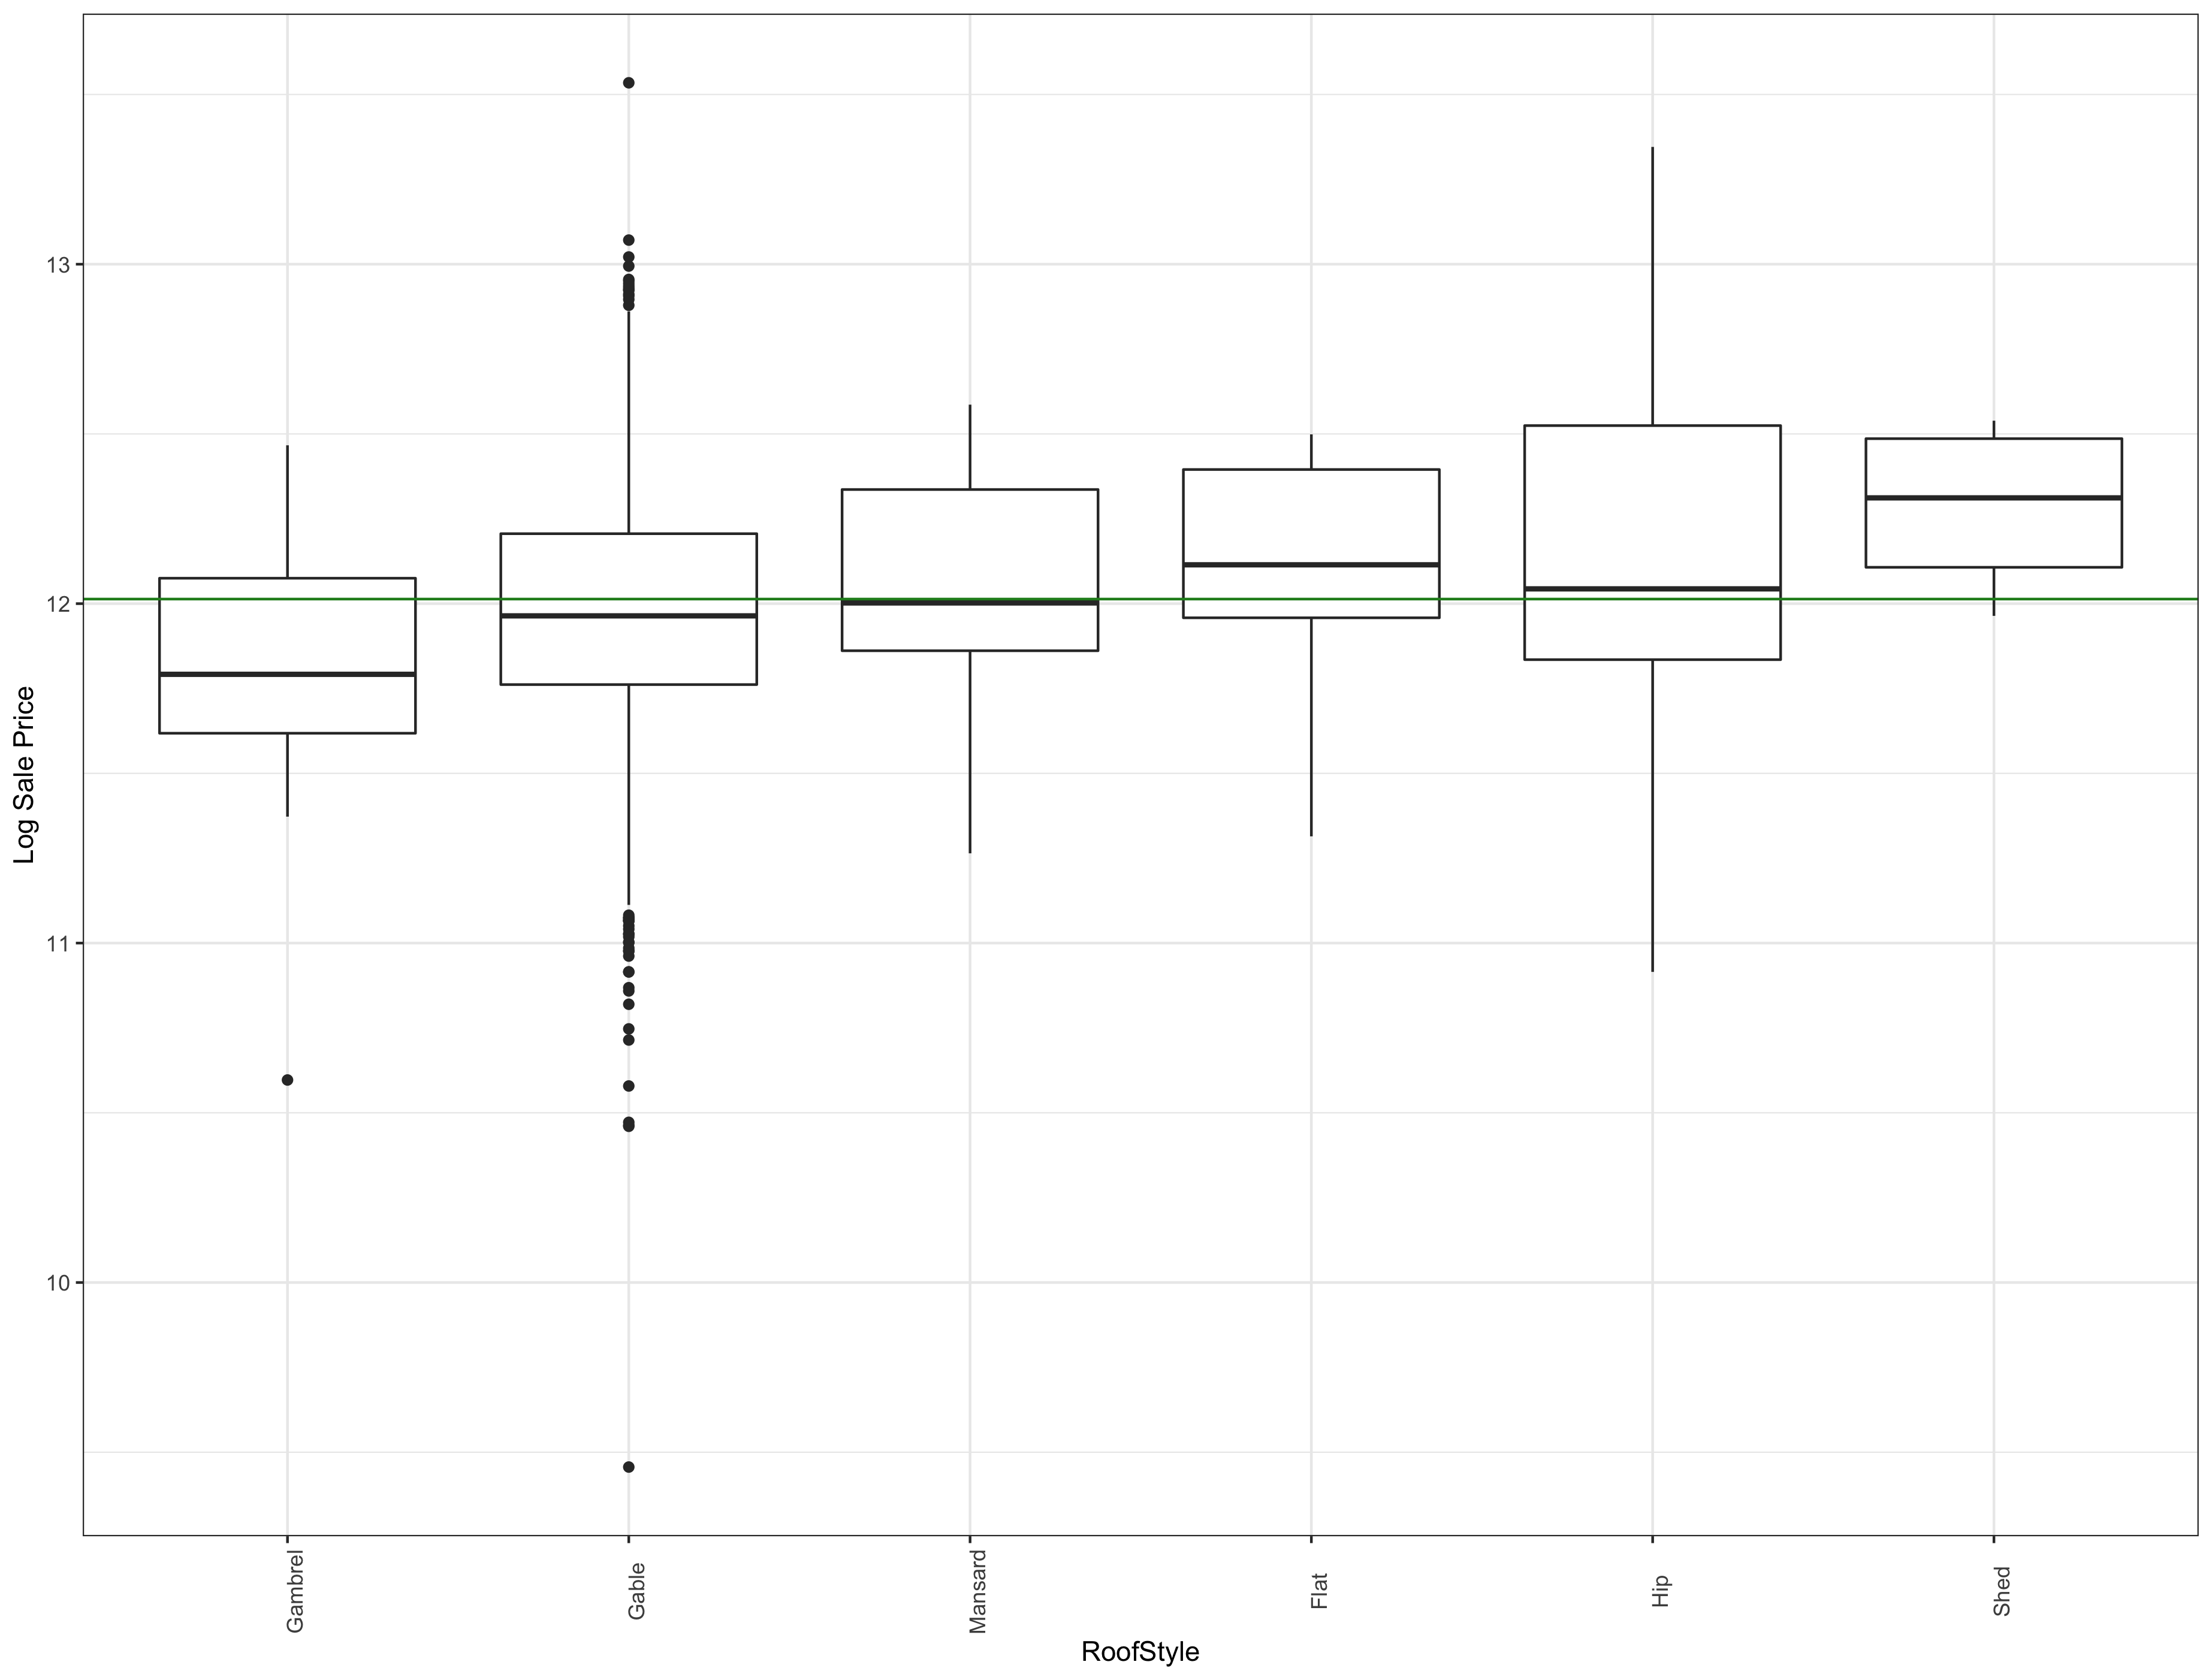 Log Sale Price
13
12
11
10
Gambrel
Gable
Mansard
Flat
Hip
Shed
RoofStyle